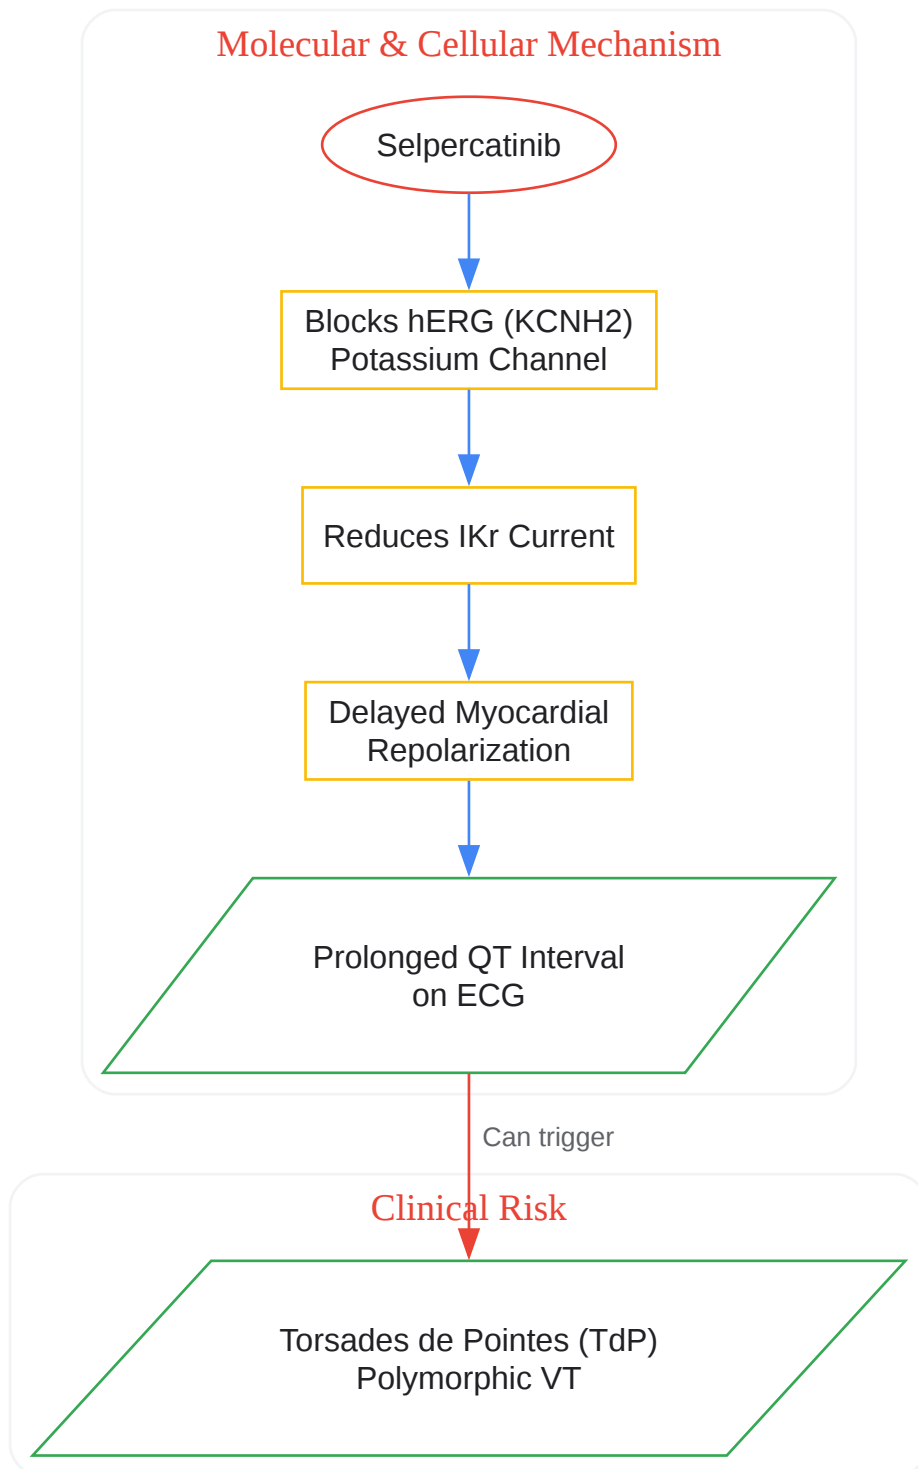 Molecular & Cellular Mechanism
Selpercatinib
Blocks hERG (KCNH2)
Potassium Channel
Reduces IKr Current
Delayed Myocardial
Repolarization
Prolonged QT Interval
on ECG
Can trigger
Clinical Risk
Torsades de Pointes (TdP)
Polymorphic VT